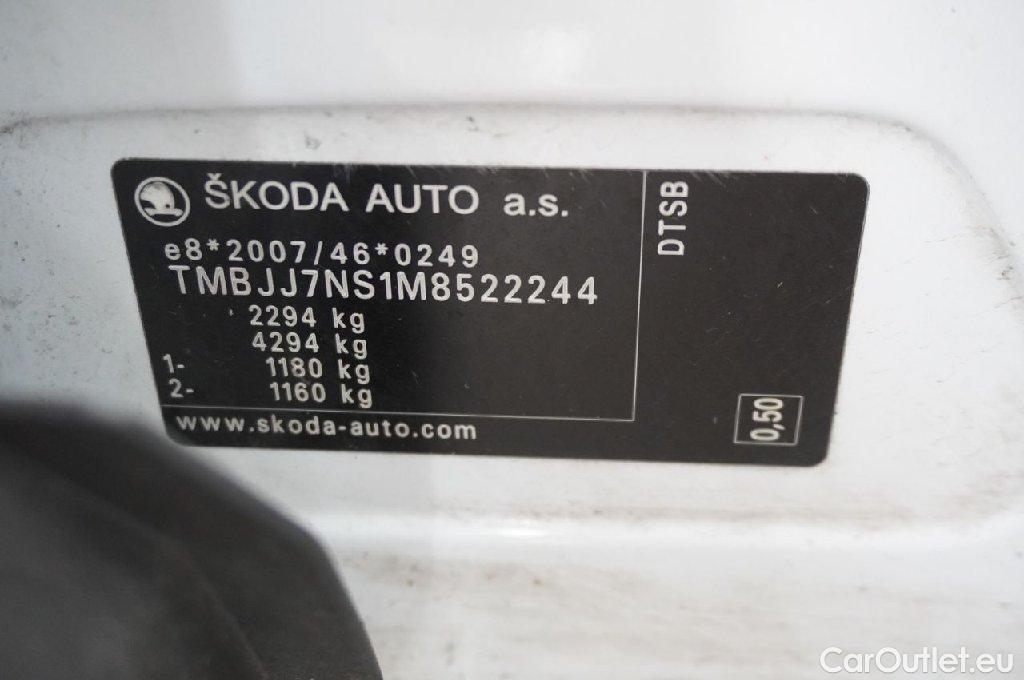 ŠKODA AUTO a.s.
e8*2007/46*0249
TMBJJ7NS1M8522244
2294 kg
4294 kg
1- 1180 kg
2- 1160 kg
www.skoda-auto.com
DTSB
0,50
CarOutlet.eu